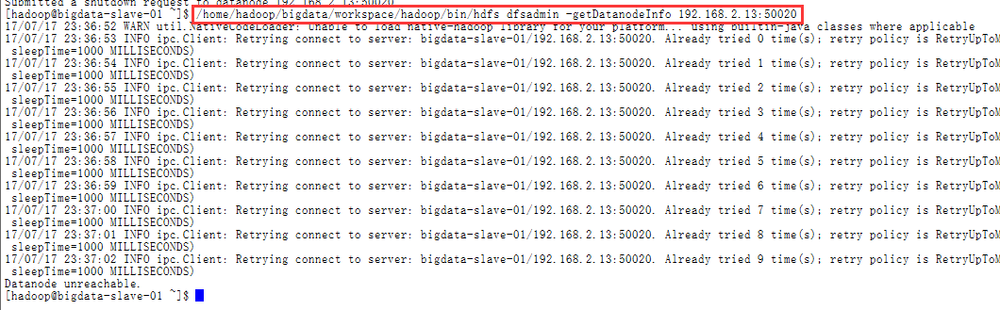 Submitted a shutdown request to datanode 192.168.2.13:50020
[hadoop@bigdata-slave-01 ~]$ /home/hadoop/bigdata/workspace/hadoop/bin/hdfs dfsadmin -getDatanodeInfo 192.168.2.13:50020
17/07/17 23:36:52 WARN util.NativeCodeLoader: Unable to load native-hadoop library for your platform... using builtin-java classes where applicable
17/07/17 23:36:53 INFO ipc.Client: Retrying connect to server: bigdata-slave-01/192.168.2.13:50020. Already tried 0 time(s); retry policy is RetryUpToM
sleepTime=1000 MILLISECONDS)
17/07/17 23:36:54 INFO ipc.Client: Retrying connect to server: bigdata-slave-01/192.168.2.13:50020. Already tried 1 time(s); retry policy is RetryUpToM
sleepTime=1000 MILLISECONDS)
17/07/17 23:36:55 INFO ipc.Client: Retrying connect to server: bigdata-slave-01/192.168.2.13:50020. Already tried 2 time(s); retry policy is RetryUpToM
sleepTime=1000 MILLISECONDS)
17/07/17 23:36:56 INFO ipc.Client: Retrying connect to server: bigdata-slave-01/192.168.2.13:50020. Already tried 3 time(s); retry policy is RetryUpToM
sleepTime=1000 MILLISECONDS)
17/07/17 23:36:57 INFO ipc.Client: Retrying connect to server: bigdata-slave-01/192.168.2.13:50020. Already tried 4 time(s); retry policy is RetryUpToM
sleepTime=1000 MILLISECONDS)
17/07/17 23:36:58 INFO ipc.Client: Retrying connect to server: bigdata-slave-01/192.168.2.13:50020. Already tried 5 time(s); retry policy is RetryUpToM
sleepTime=1000 MILLISECONDS)
17/07/17 23:36:59 INFO ipc.Client: Retrying connect to server: bigdata-slave-01/192.168.2.13:50020. Already tried 6 time(s); retry policy is RetryUpToM
sleepTime=1000 MILLISECONDS)
17/07/17 23:37:00 INFO ipc.Client: Retrying connect to server: bigdata-slave-01/192.168.2.13:50020. Already tried 7 time(s); retry policy is RetryUpToM
sleepTime=1000 MILLISECONDS)
17/07/17 23:37:01 INFO ipc.Client: Retrying connect to server: bigdata-slave-01/192.168.2.13:50020. Already tried 8 time(s); retry policy is RetryUpToM
sleepTime=1000 MILLISECONDS)
17/07/17 23:37:02 INFO ipc.Client: Retrying connect to server: bigdata-slave-01/192.168.2.13:50020. Already tried 9 time(s); retry policy is RetryUpToM
sleepTime=1000 MILLISECONDS)
Datanode unreachable.
[hadoop@bigdata-slave-01 ~]$